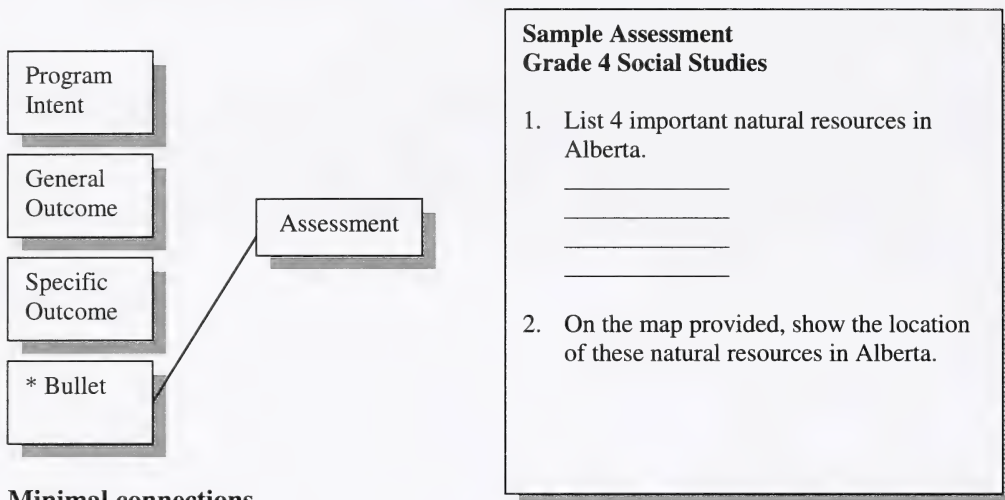 Program
Intent
General
Outcome
Specific
Outcome
* Bullet
Assessment
Minimal connections
Sample Assessment
Grade 4 Social Studies
1. List 4 important natural resources in
Alberta.
2. On the map provided, show the location
of these natural resources in Alberta.